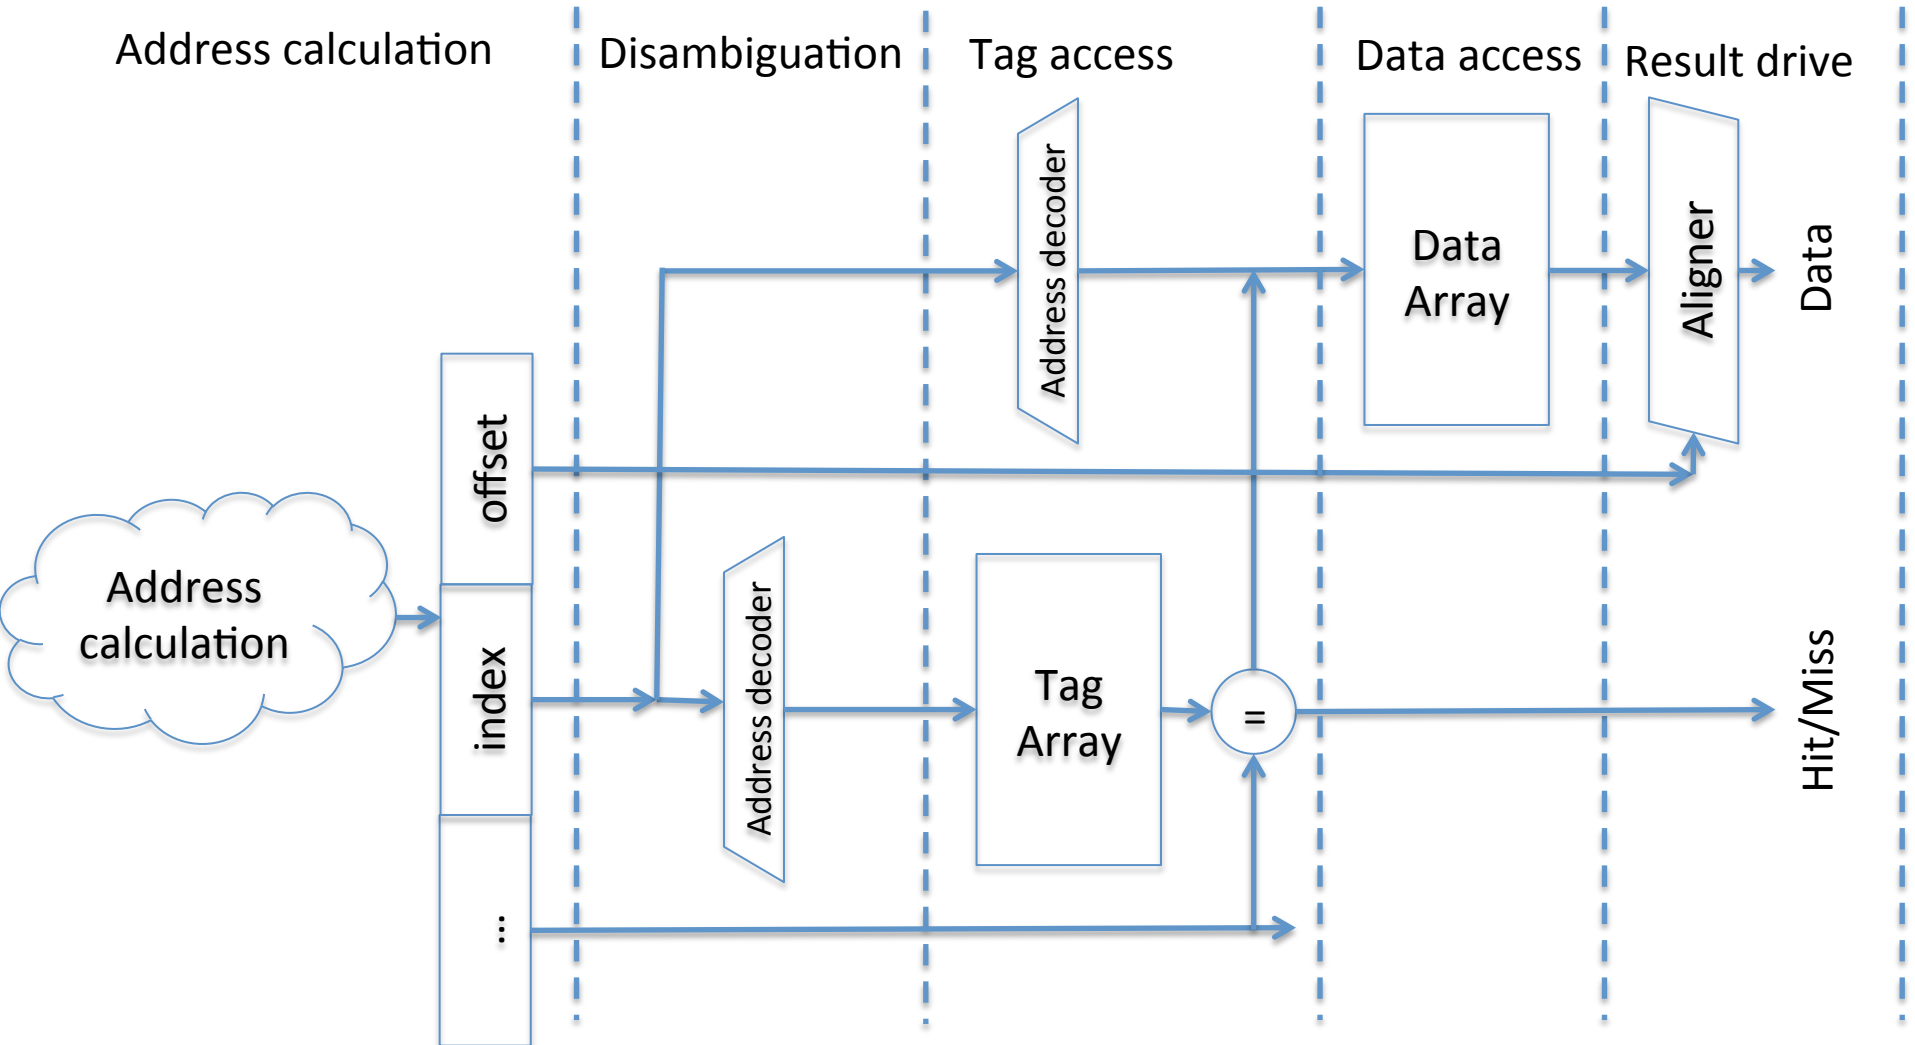 Address calculation
Disambiguation
Tag access
Data access
Result drive
Address decoder
Data
Array
Aligner
Data
offset
Address
calculation
index
Address decoder
Tag
Array
=
Hit/Miss
...